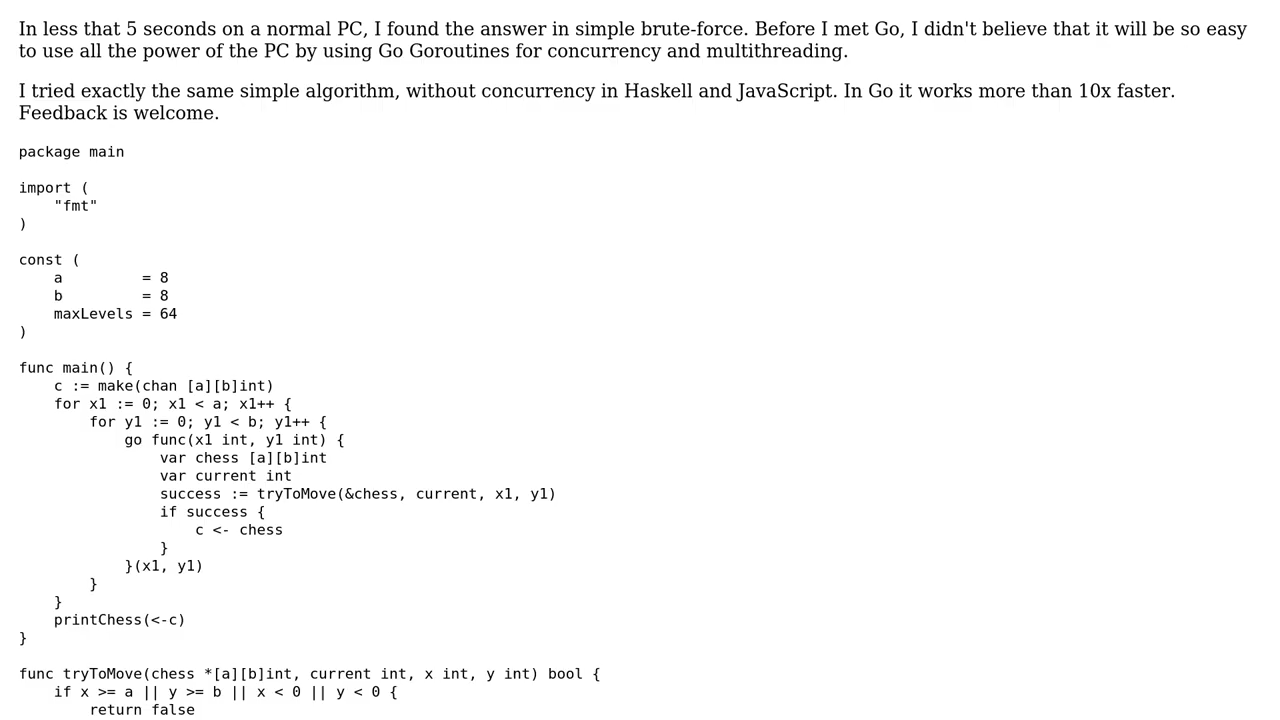 In less that 5 seconds on a normal PC, I found the answer in simple brute-force. Before I met Go, I didn't believe that it will be so easy
to use all the power of the PC by using Go Goroutines for concurrency and multithreading.
I tried exactly the same simple algorithm, without concurrency in Haskell and JavaScript. In Go it works more than 10x faster.
Feedback is welcome.
package main
import (
    "fmt"
)
const (
    a         = 8
    b         = 8
    maxLevels = 64
)
func main() {
    c := make(chan [a][b]int)
    for x1 := 0; x1 < a; x1++ {
        for y1 := 0; y1 < b; y1++ {
            go func(x1 int, y1 int) {
                var chess [a][b]int
                var current int
                success := tryToMove(&chess, current, x1, y1)
                if success {
                    c <- chess
                }
            }(x1, y1)
        }
    }
    printChess(<-c)
}
func tryToMove(chess *[a][b]int, current int, x int, y int) bool {
    if x >= a || y >= b || x < 0 || y < 0 {
        return false